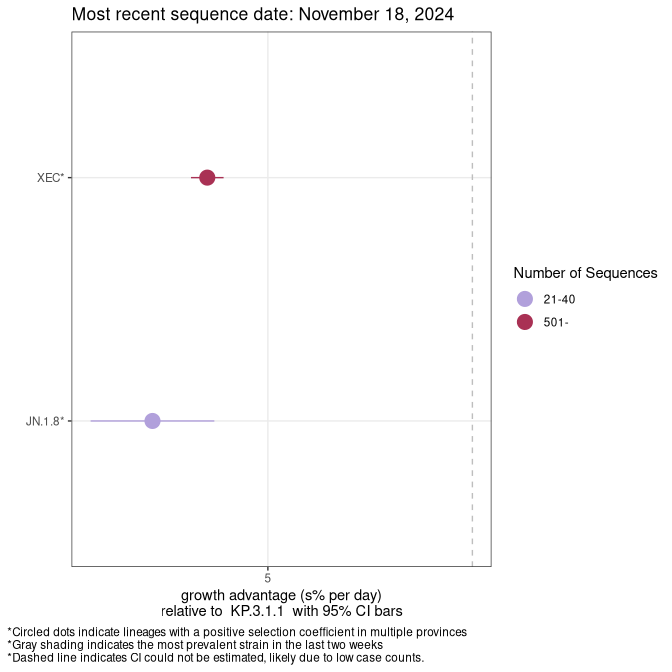 Most recent sequence date: November 18, 2024
XEC*
JN.1.8*
Number of Sequences
21-40
501-
5
growth advantage (s% per day)
relative to  KP.3.1.1  with 95% CI bars
*Circled dots indicate lineages with a positive selection coefficient in multiple provinces
*Gray shading indicates the most prevalent strain in the last two weeks
*Dashed line indicates CI could not be estimated, likely due to low case counts.